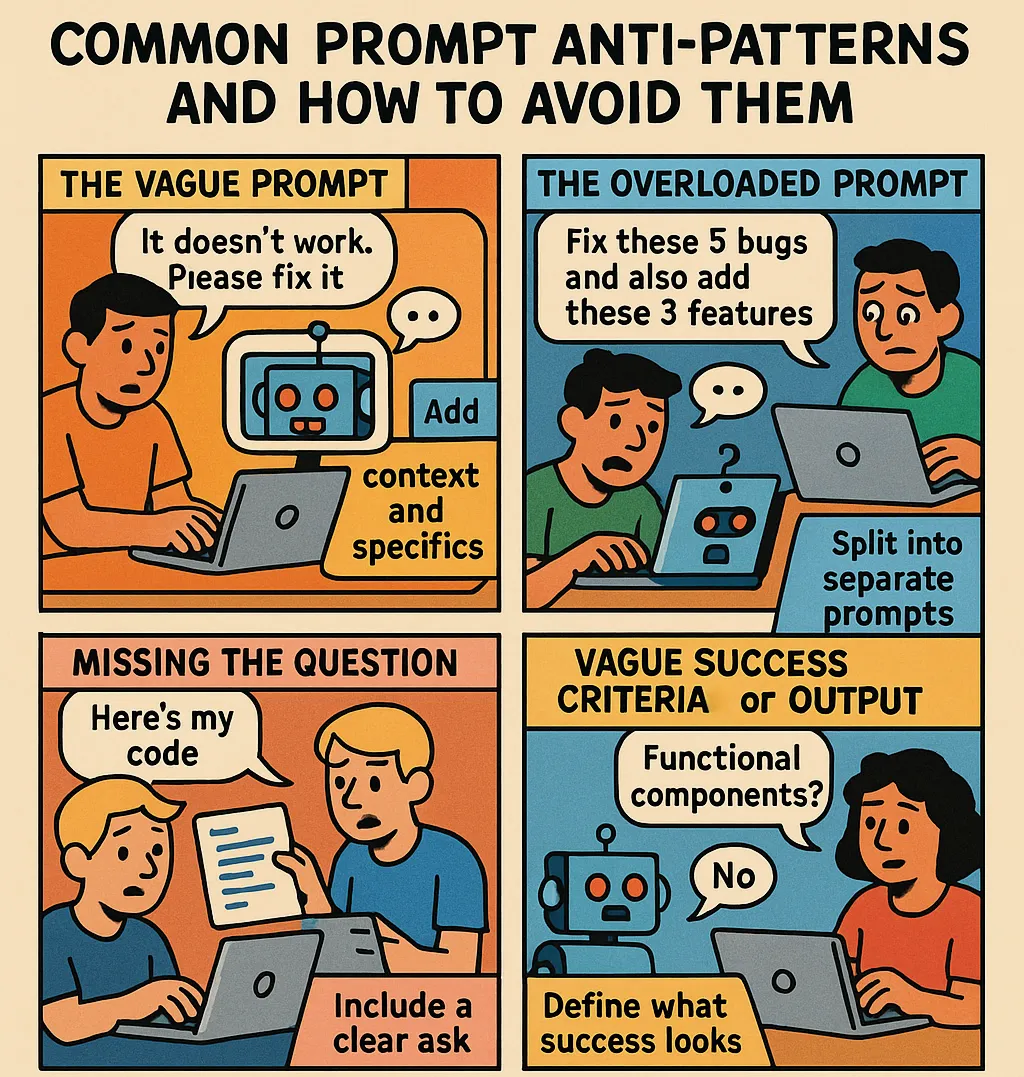 COMMON PROMPT ANTI-PATTERNS
AND HOW TO AVOID THEM
THE VAGUE PROMPT
It doesn't work.
Please fix it
Add
context
and
specifics
THE OVERLOADED PROMPT
Fix these 5 bugs
and also add
these 3 features
?
Split into
separate
prompts
MISSING THE QUESTION
Here's my
code
Include a
clear ask
VAGUE SUCCESS
CRITERIA or OUTPUT
Functional
components?
No
Define what
success looks